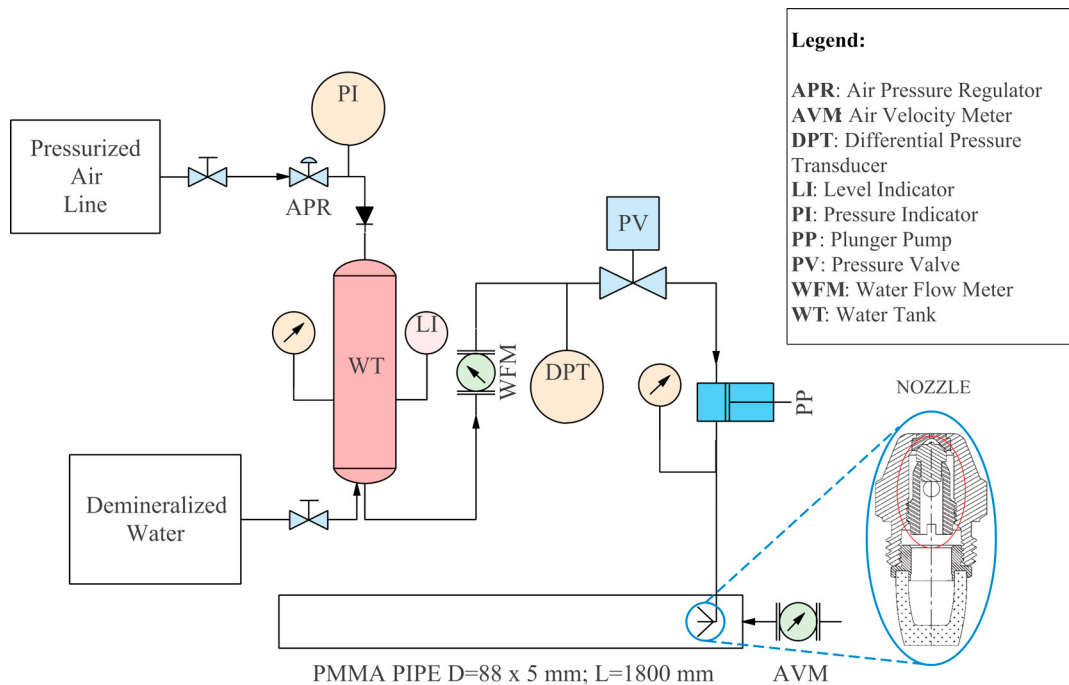 Legend:
APR: Air Pressure Regulator
AVM: Air Velocity Meter
DPT: Differential Pressure
Transducer
LI: Level Indicator
PI: Pressure Indicator
PP: Plunger Pump
PV: Pressure Valve
WFM: Water Flow Meter
WT: Water Tank
PI
Pressurized
Air
Line
APR
PV
LI
WT
WFM
DPT
PP
NOZZLE
Demineralized
Water
PMMA PIPE D=88 x 5 mm; L=1800 mm
AVM